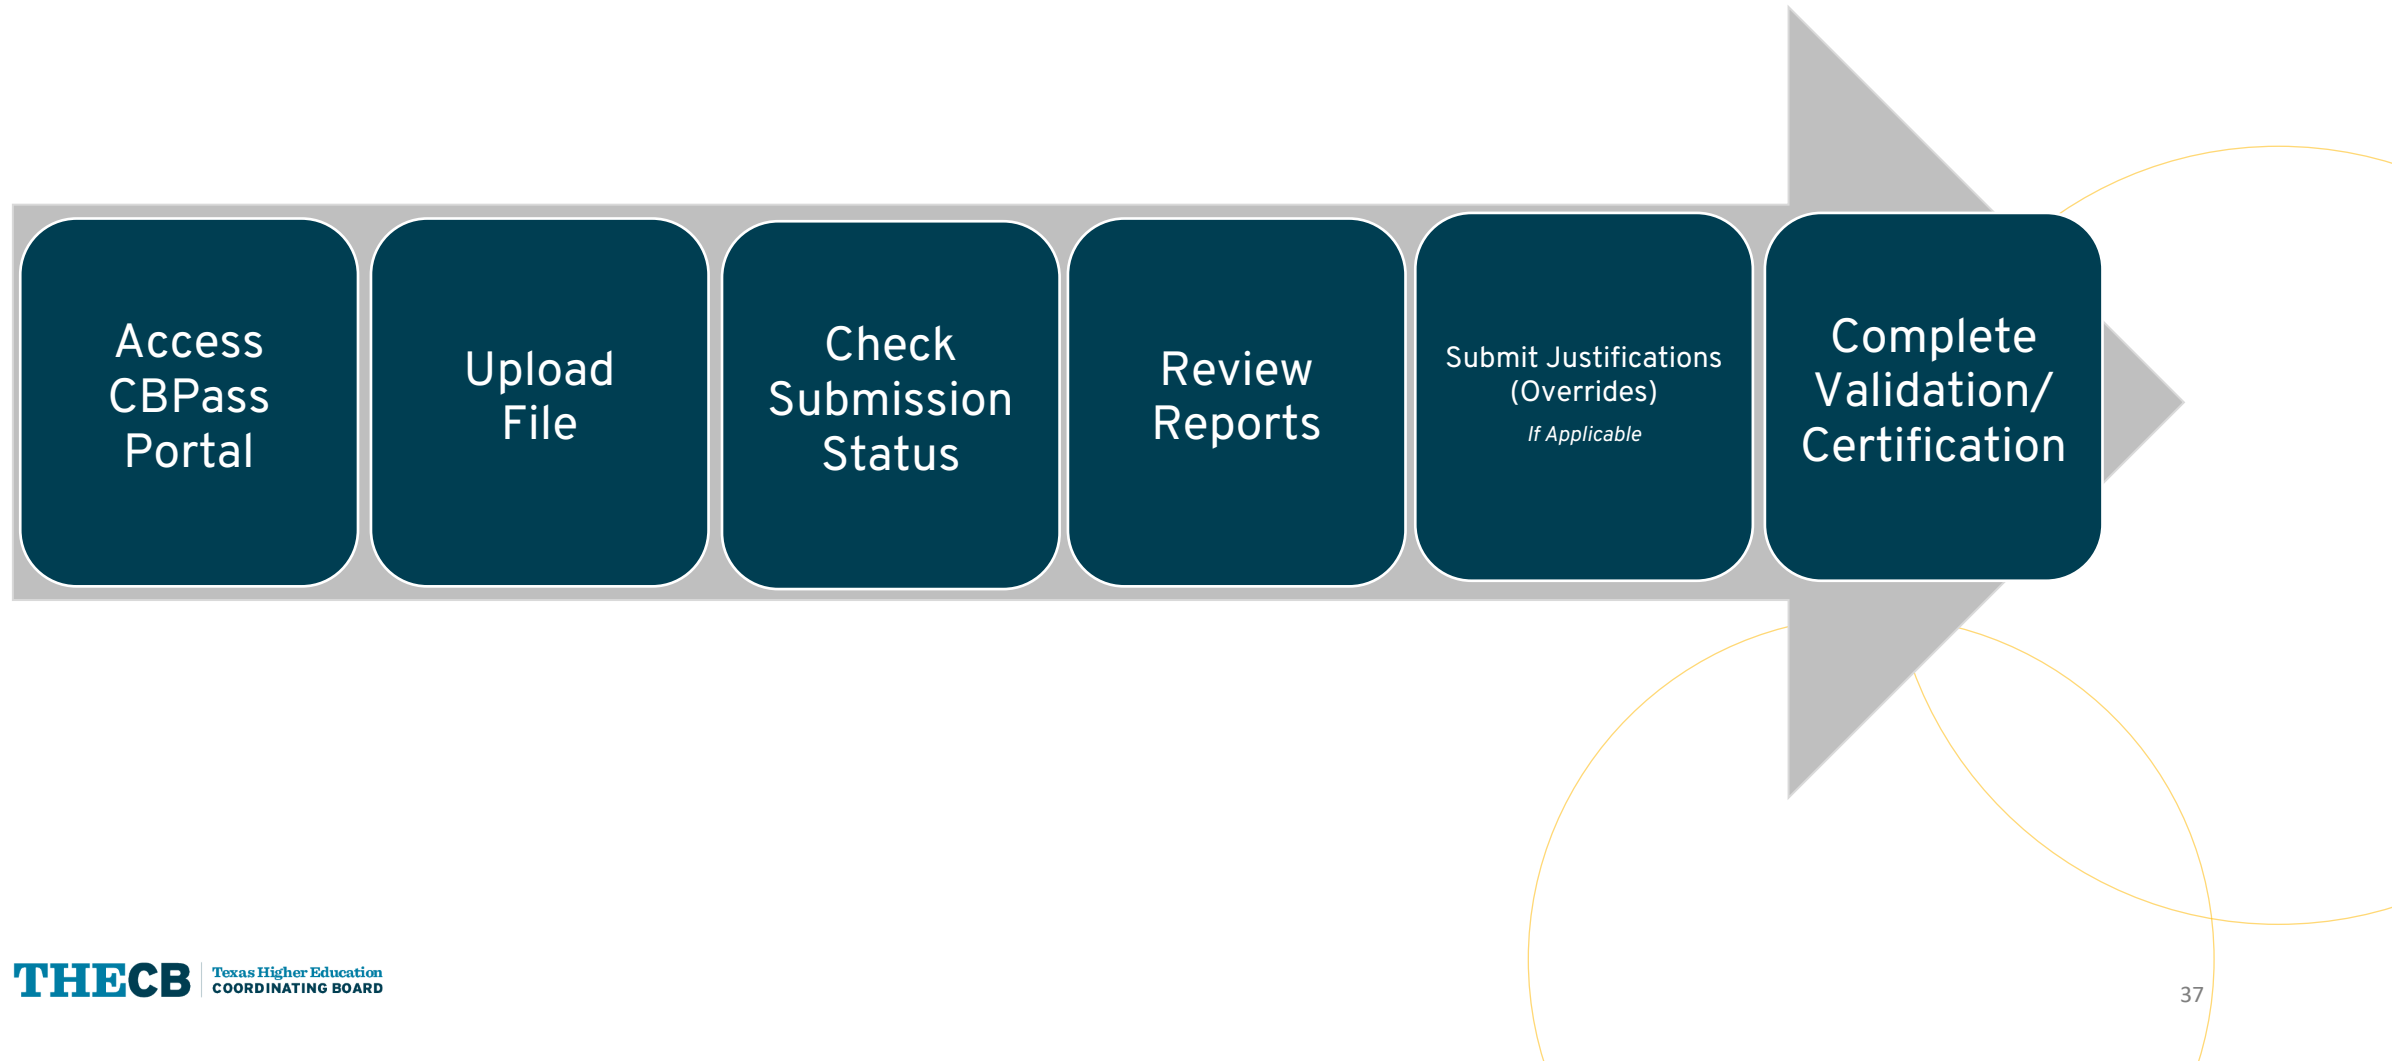 Access
CBPass
Portal
Upload
File
Check
Submission
Status
Review
Reports
Submit Justifications
(Overrides)
If Applicable
Complete
Validation/
Certification
THECB
Texas Higher Education
COORDINATING BOARD
37